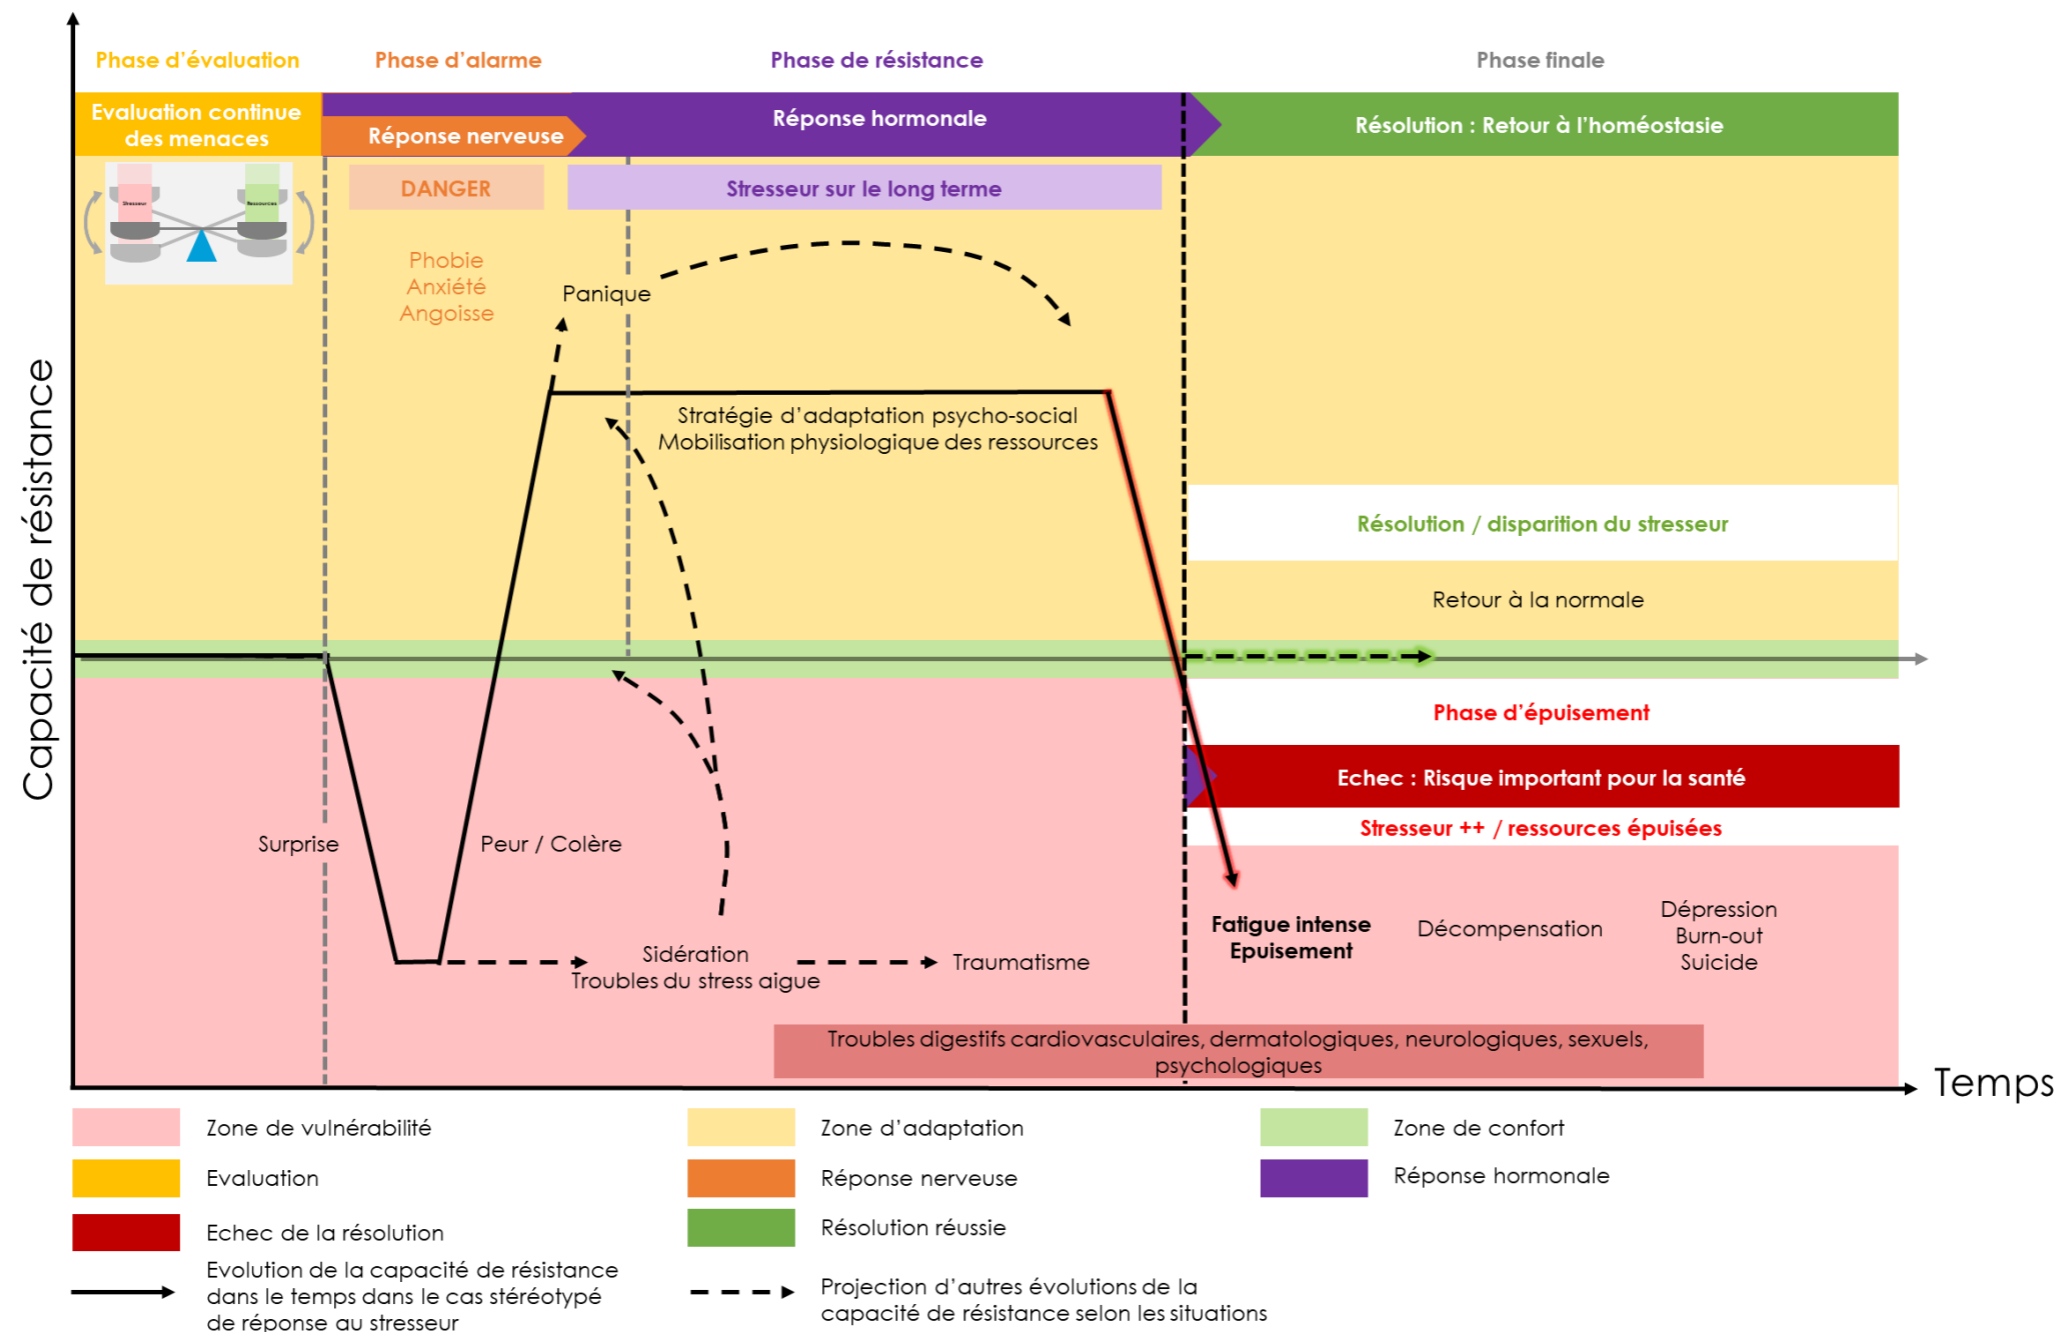 Phase d’évaluation
Phase d’alarme
Phase de résistance
Phase finale
Evaluation continue
des menaces
Réponse nerveuse
Réponse hormonale
Résolution : Retour à l’homéostasie
Stresseur
Ressources
DANGER
Stresseur sur le long terme
Phobie
Anxiété
Angoisse
Panique
Capacité de résistance
Stratégie d’adaptation psycho-social
Mobilisation physiologique des ressources
Résolution / disparition du stresseur
Retour à la normale
Phase d’épuisement
Echec : Risque important pour la santé
Stresseur ++ / ressources épuisées
Surprise
Peur / Colère
Sidération
Troubles du stress aigue
Traumatisme
Fatigue intense
Epuisement
Décompensation
Dépression
Burn-out
Suicide
Troubles digestifs cardiovasculaires, dermatologiques, neurologiques, sexuels,
psychologiques
Temps
Zone de vulnérabilité
Zone d’adaptation
Zone de confort
Evaluation
Réponse nerveuse
Réponse hormonale
Echec de la résolution
Résolution réussie
Evolution de la capacité de résistance
dans le temps dans le cas stéréotypé
de réponse au stresseur
Projection d’autres évolutions de la
capacité de résistance selon les situations